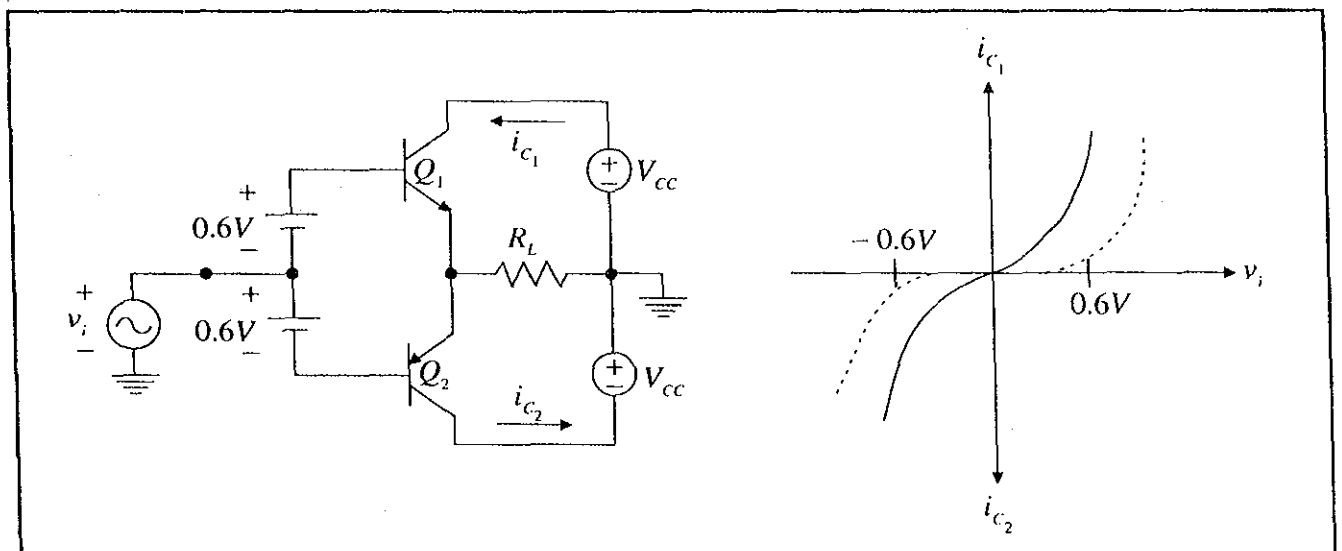 i_{C_1}
i_{C_1}
+
Q_1
+
-
V_{CC}
+
0.6V
-
R_L
- 0.6V
v_i
+
+
0.6V
v_i
-
0.6V
-
Q_2
+
-
V_{CC}
i_{C_2}
i_{C_2}